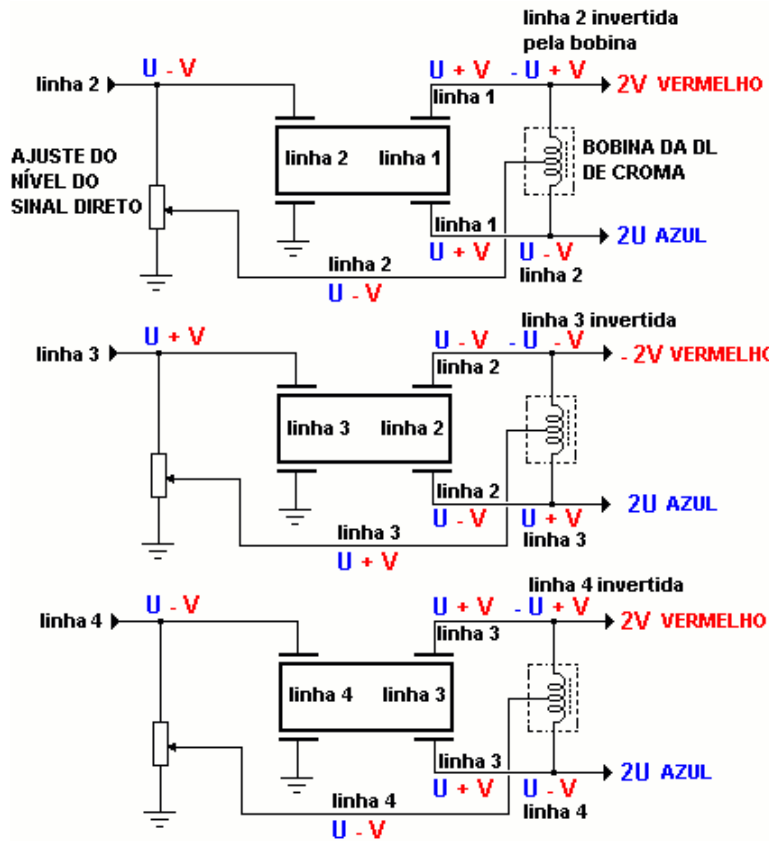 linha 2 invertida
pela bobina
U - V
U + V - U + V
linha 2
linha 1
2V VERMELHO
AJUSTE DO
NÍVEL DO
SINAL DIRETO
linha 2 linha 1
BOBINA DA DL
DE CROMA
linha 1
U + V
U - V
2U AZUL
linha 2
linha 2
U - V
linha 3 invertida
U + V
U - V - U - V
linha 3
linha 2
- 2V VERMELHO
linha 3 linha 2
linha 2
U - V
U + V
2U AZUL
linha 3
linha 3
U + V
linha 4 invertida
U - V
U + V - U + V
linha 4
linha 3
2V VERMELHO
linha 4 linha 3
linha 3
U + V
U - V
2U AZUL
linha 4
linha 4
U - V